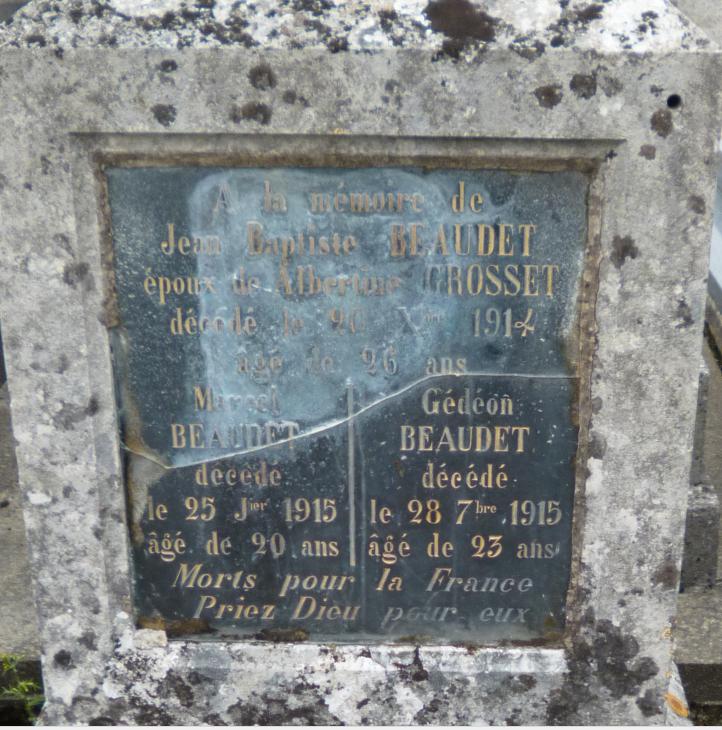 A la mémoire de
Jean Baptiste BEAUDET
époux de Albertine GROSSET
décédé le 20 Xbre 1914
âgé de 26 ans
Marcel
BEAUDET
décédé
le 25 Jier 1915
âgé de 20 ans
Gédéon
BEAUDET
décédé
le 28 7bre 1915
âgé de 23 ans
Morts pour la France
Priez Dieu pour eux